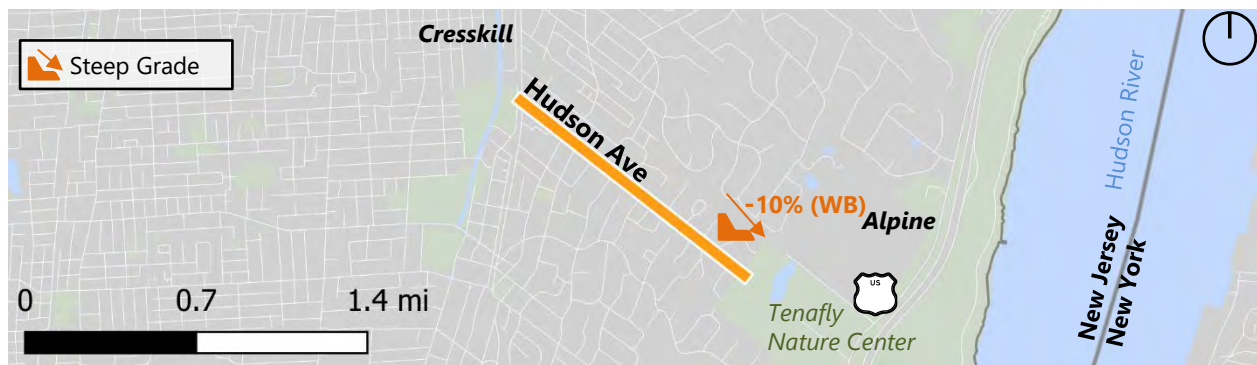 Cresskill
Steep Grade
Hudson Ave
-10% (WB)
Alpine
Hudson River
New Jersey
New York
0 0.7 1.4 mi
US
Tenafly
Nature Center